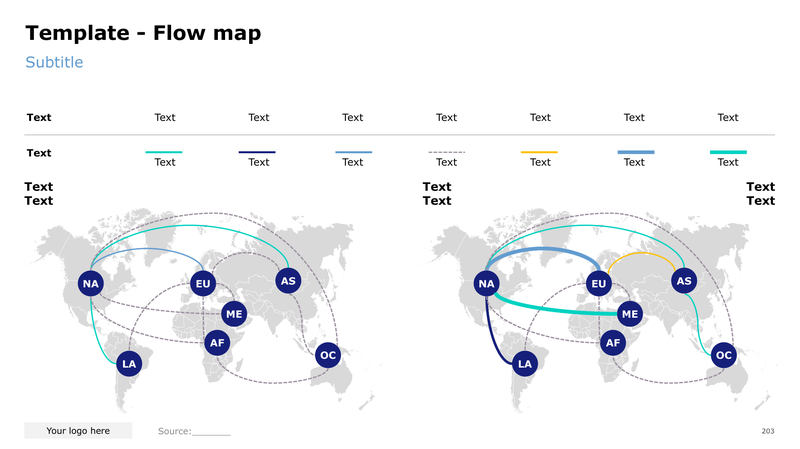 Template - Flow map
Subtitle
Text Text Text Text Text Text Text Text
Text
Text Text Text Text Text Text Text
Text Text Text
Text Text Text
NA EU AS ME AF OC LA
NA EU AS ME AF OC LA
Your logo here
Source:_______
203